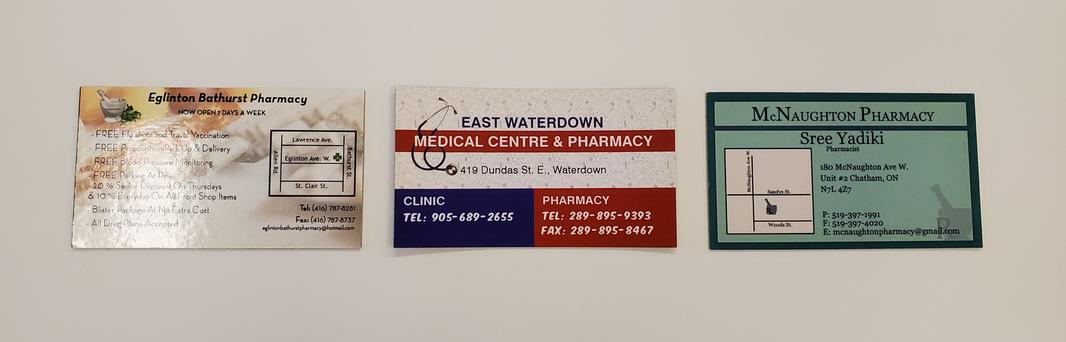 Eglinton Bathurst Pharmacy
NOW OPEN 7 DAYS A WEEK
- FREE Flu shots and Travel Vaccination
- FREE Prescription Pick Up & Delivery
- FREE Blood Pressure Monitoring
- FREE Parking At
- 20 % Senior Discount On Thursdays
& 10 % Everyday On All Front Shop Items
- Blister Package At No Extra Cost
- All Drug Plans Accepted
Lawrence Ave.
Allen Rd.
Eglinton Ave. W.
Bathurst St.
St. Clair St.
Tel: (416) 787-8281
Fax: (416) 787-8737
eglintonbathurstpharmacy@hotmail.com
EAST WATERDOWN
MEDICAL CENTRE & PHARMACY
419 Dundas St. E., Waterdown
CLINIC
TEL: 905-689-2655
PHARMACY
TEL: 289-895-9393
FAX: 289-895-8467
MCNAUGHTON PHARMACY
Sree Yadiki
Pharmacist
McNaughton Ave W.
Sandys St.
Woods St.
180 McNaughton Ave W.
Unit #2 Chatham, ON
N7L 4Z7
P: 519-397-1991
F: 519-397-4020
E: mcnaughtonpharmacy@gmail.com